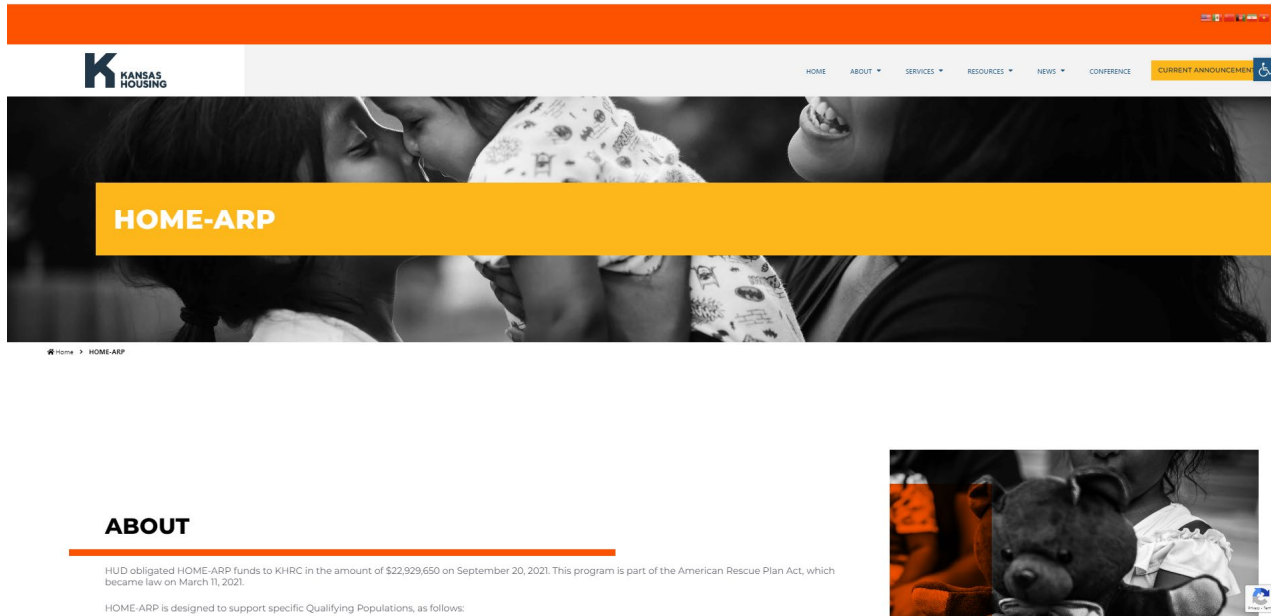 KANSAS
HOUSING
HOME
ABOUT
SERVICES
RESOURCES
NEWS
CONFERENCE
CURRENT ANNOUNCEMENT
HOME-ARP
Home > HOME-ARP
ABOUT
HUD obligated HOME-ARP funds to KHRC in the amount of $22,929,650 on September 20, 2021. This program is part of the American Rescue Plan Act, which
became law on March 11, 2021.
HOME-ARP is designed to support specific Qualifying Populations, as follows: